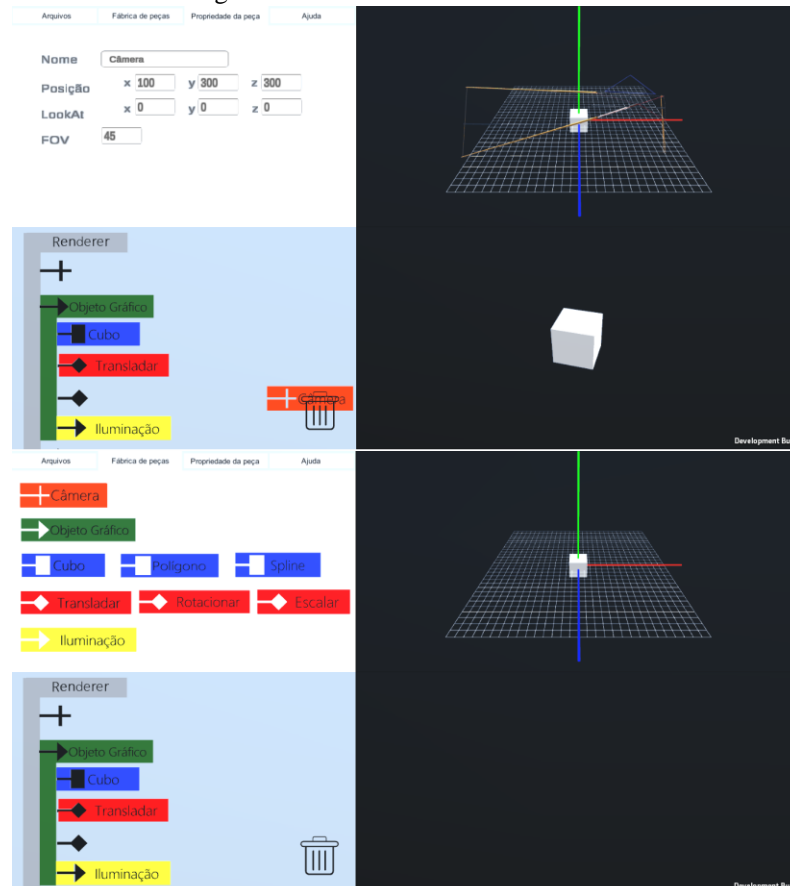 Arquivos Fábrica de peças Propriedade da peça Ajuda
Nome Câmera
Posição x 100 y 300 z 300
LookAt x 0 y 0 z 0
FOV 45
Renderer
Objeto Gráfico
Cubo
Transladar
Câmera
Iluminação
Development Bu
Arquivos Fábrica de peças Propriedade da peça Ajuda
Câmera
Objeto Gráfico
Cubo Polígono Spline
Transladar Rotacionar Escalar
Iluminação
Renderer
Objeto Gráfico
Cubo
Transladar
Iluminação
Development Bu